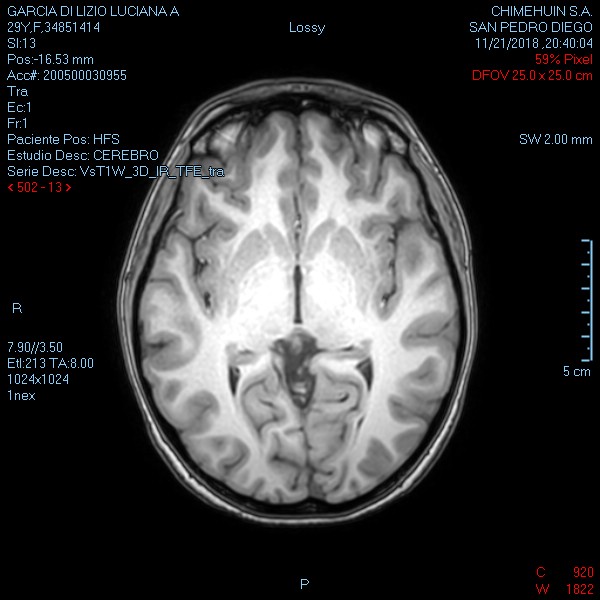 GARCIA DI LIZIO LUCIANA A
29Y,F,34851414
Sl:13
Pos:-16.53 mm
Acc#: 200500030955
Tra
Ec:1
Fr:1
Paciente Pos: HFS
Estudio Desc: CEREBRO
Serie Desc: VsT1W_3D_IR_TFE_tra
< 502 - 13 >
Lossy
CHIMEHUIN S.A.
SAN PEDRO DIEGO
11/21/2018 ,20:40:04
59% Pixel
DFOV 25.0 x 25.0 cm
SW 2.00 mm
R
7.90//3.50
Etl:213 TA:8.00
1024x1024
1nex
5 cm
P
C 920
W 1822